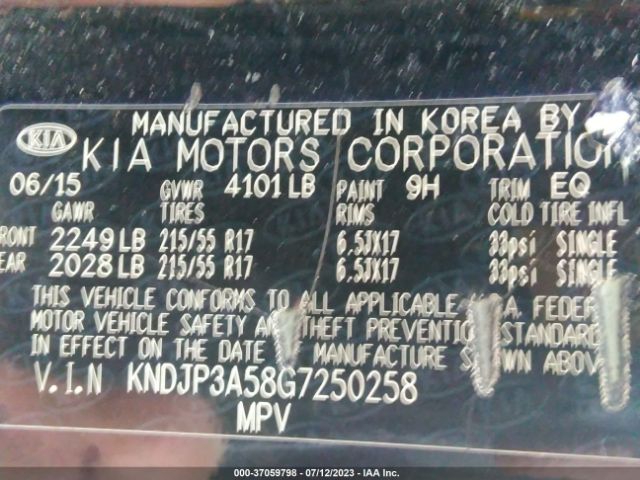 MANUFACTURED IN KOREA BY
KIA KIA MOTORS CORPORATION
06/15 GVWR 4101 LB PAINT 9H TRIM EQ
GAWR TIRES RIMS COLD TIRE INFL
RONT 2249 LB 215/55 R17 6.5JX17 33psi SINGLE
EAR 2028 LB 215/55 R17 6.5JX17 33psi SINGLE
THIS VEHICLE CONFORMS TO ALL APPLICABLE .A. FEDER
MOTOR VEHICLE SAFETY AN THEFT PREVENTIO STANDARD
IN EFFECT ON THE DATE MANUFACTURE S WN ABOV
V.I.N KNDJP3A58G7250258
MPV
000-37059798 - 07/12/2023 - IAA Inc.